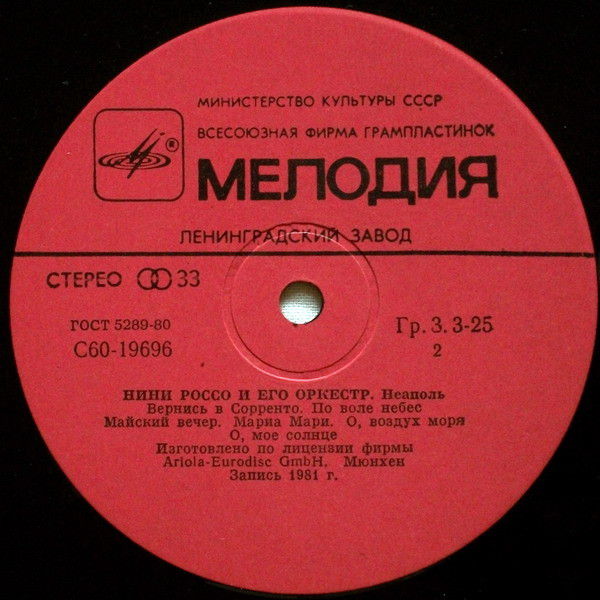 МИНИСТЕРСТВО КУЛЬТУРЫ СССР
ВСЕСОЮЗНАЯ ФИРМА ГРАМПЛАСТИНОК
®
МЕЛОДИЯ
ЛЕНИНГРАДСКИЙ ЗАВОД
СТЕРЕО 33
ГОСТ 5289-80
Гр. 3. 3-25
С60-19696
2
НИНИ РОССО И ЕГО ОРКЕСТР. Неаполь
Вернись в Сорренто. По воле небес
Майский вечер. Мариа Мари. О, воздух моря
О, мое солнце
Изготовлено по лицензии фирмы
Ariola-Eurodisc GmbH. Мюнхен
Запись 1981 г.